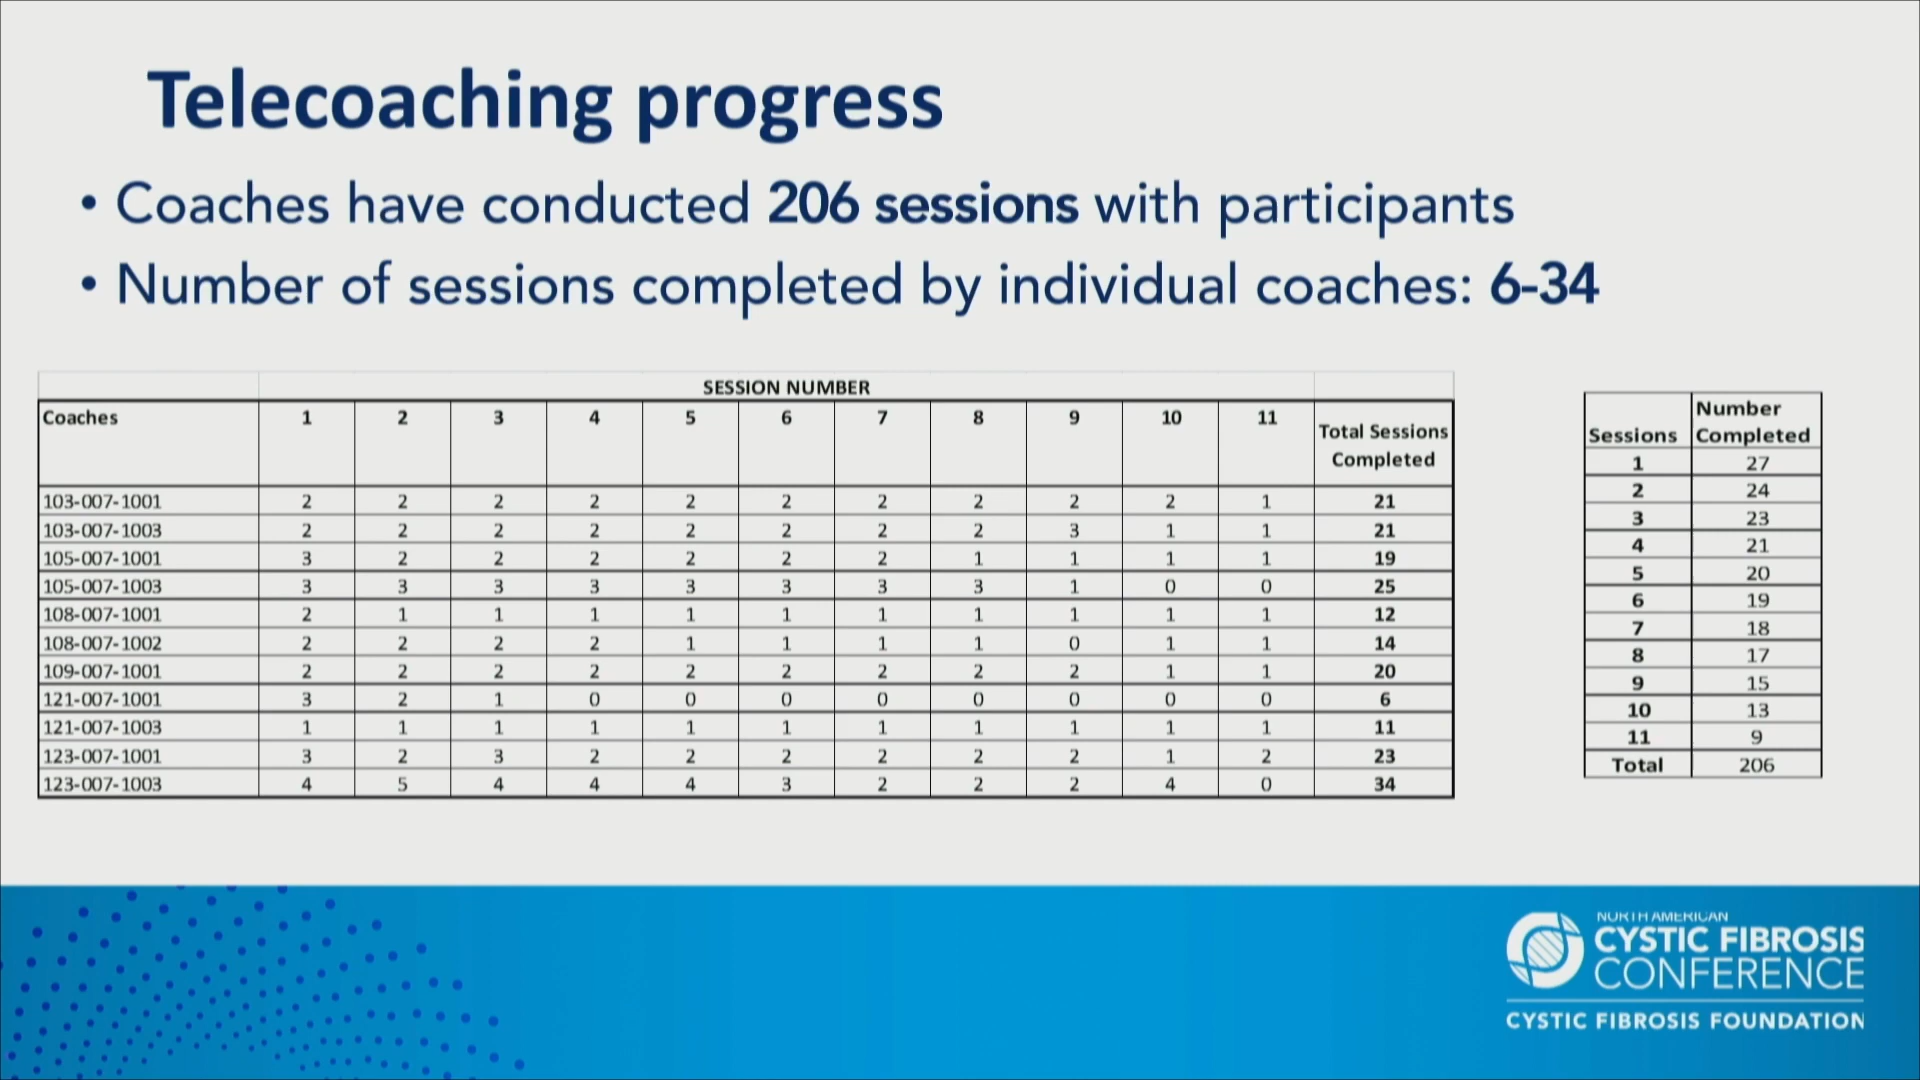 Telecoaching progress
• Coaches have conducted 206 sessions with participants
• Number of sessions completed by individual coaches: 6-34
SESSION NUMBER
Coaches 1 2 3 4 5 6 7 8 9 10 11 Total Sessions Completed
103-007-1001 2 2 2 2 2 2 2 2 2 2 1 21
103-007-1003 2 2 2 2 2 2 2 2 3 1 1 21
105-007-1001 3 2 2 2 2 2 2 1 1 1 1 19
105-007-1003 3 3 3 3 3 3 3 3 1 0 0 25
108-007-1001 2 1 1 1 1 1 1 1 1 1 1 12
108-007-1002 2 2 2 2 1 1 1 1 0 1 1 14
109-007-1001 2 2 2 2 2 2 2 2 2 1 1 20
121-007-1001 3 2 1 0 0 0 0 0 0 0 0 6
121-007-1003 1 1 1 1 1 1 1 1 1 1 1 11
123-007-1001 3 2 3 2 2 2 2 2 2 1 2 23
123-007-1003 4 5 4 4 4 3 2 2 2 4 0 34
Sessions Number Completed
1 27
2 24
3 23
4 21
5 20
6 19
7 18
8 17
9 15
10 13
11 9
Total 206
NORTH AMERICAN
CYSTIC FIBROSIS
CONFERENCE
CYSTIC FIBROSIS FOUNDATION